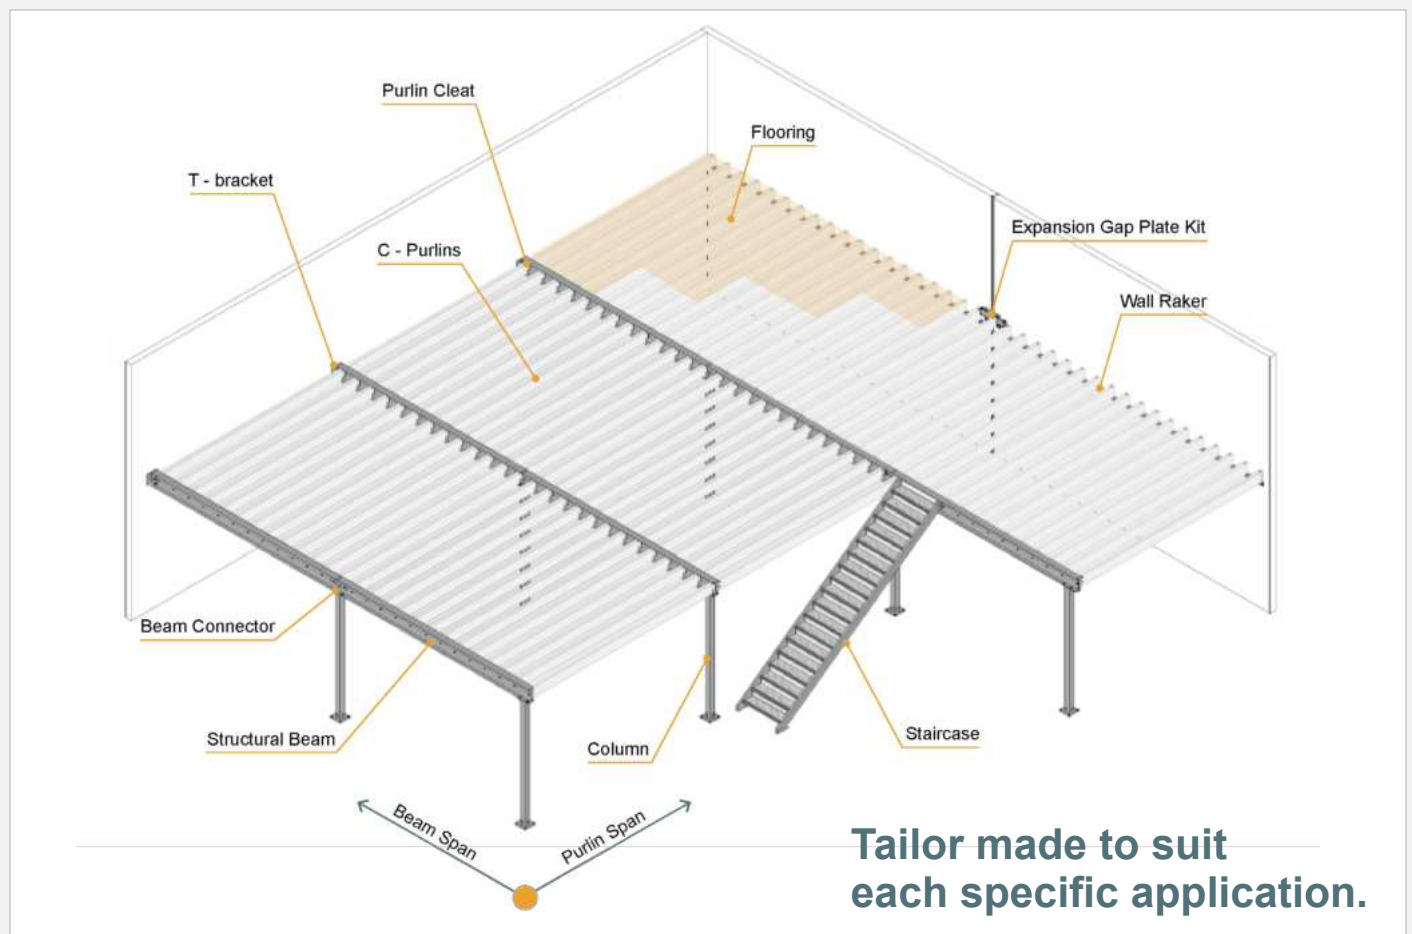 Purlin Cleat
Flooring
T - bracket
Expansion Gap Plate Kit
C - Purlins
Wall Raker
Beam Connector
Structural Beam
Column
Staircase
Beam Span
Purlin Span
Tailor made to suit
each specific application.